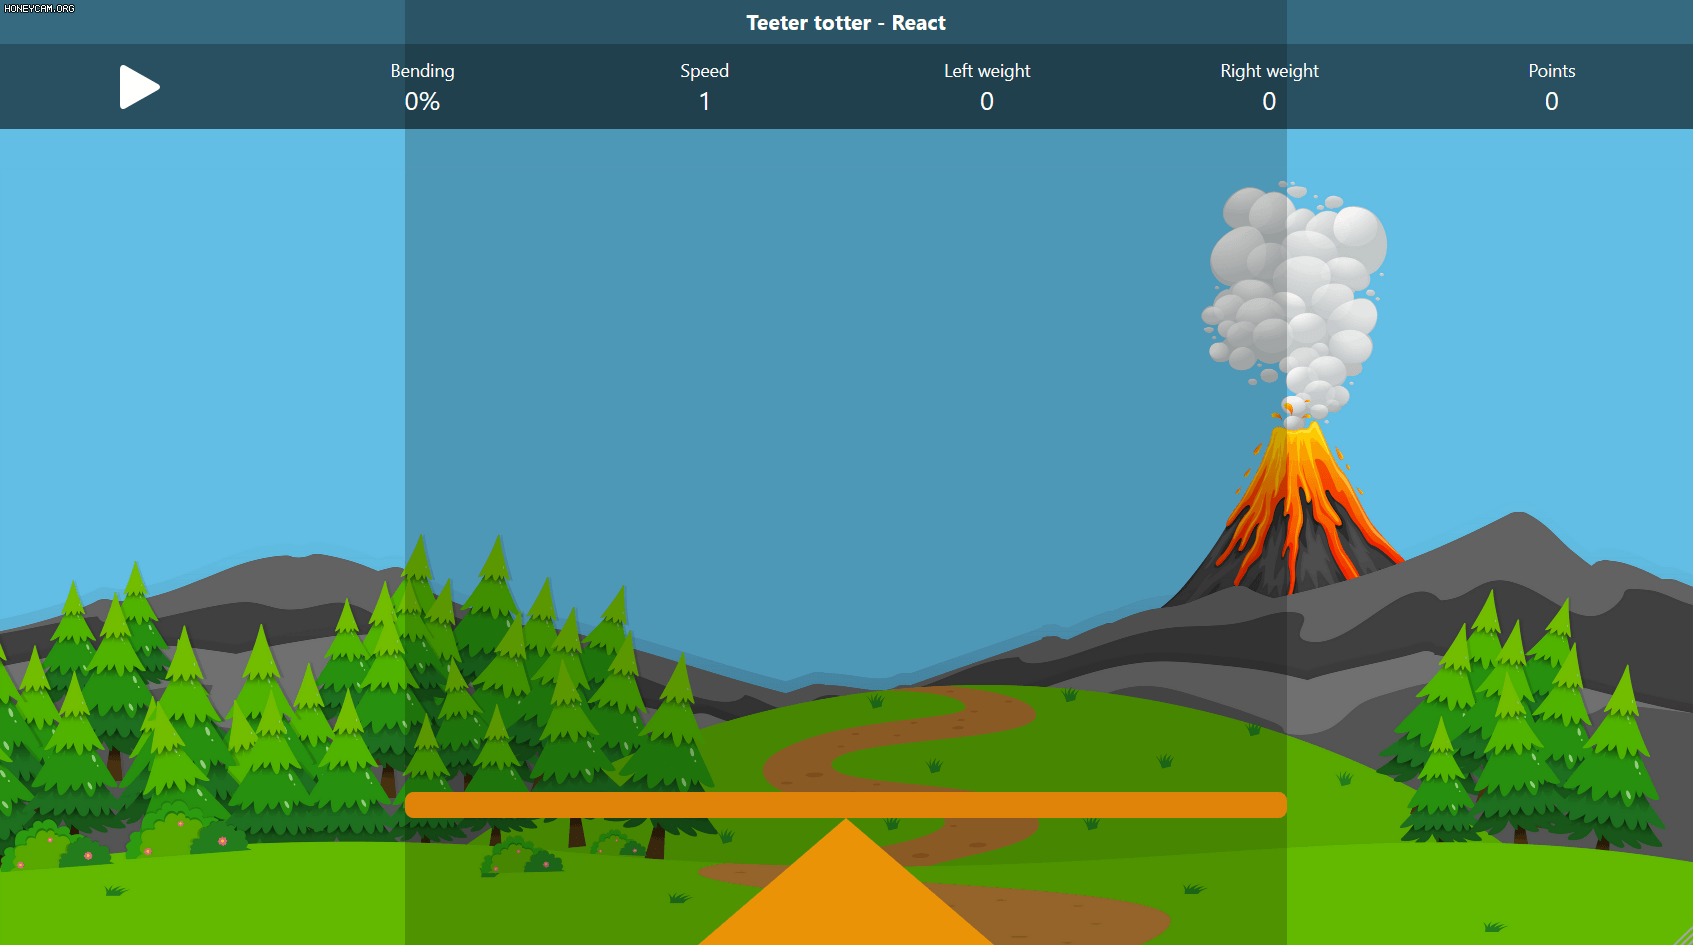 HONEYCAM.ORG
Teeter totter - React
Bending
0%
Speed
1
Left weight
0
Right weight
0
Points
0